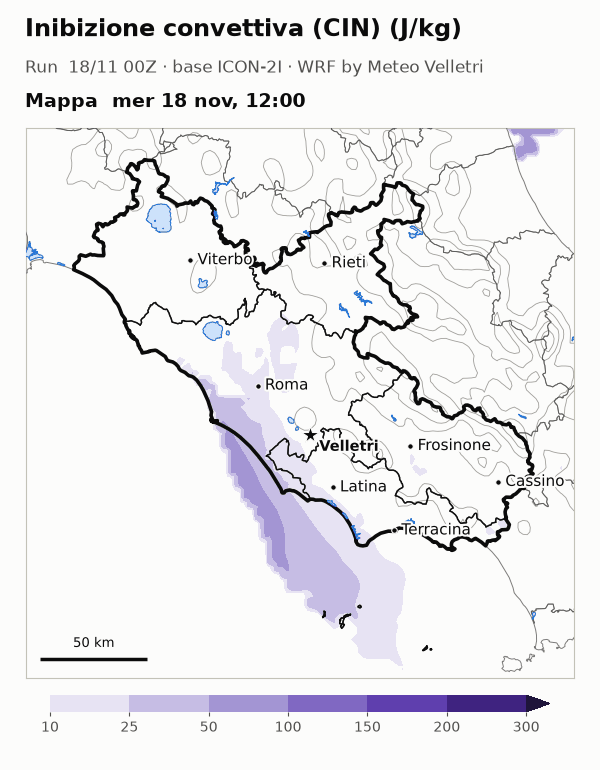 Inibizione convettiva (CIN) (J/kg)
Run 18/11 00Z · base ICON-2I · WRF by Meteo Velletri
Mappa mer 18 nov, 12:00
Viterbo
Rieti
Roma
Velletri
Frosinone
Cassino
Latina
Terracina
50 km
10 25 50 100 150 200 300